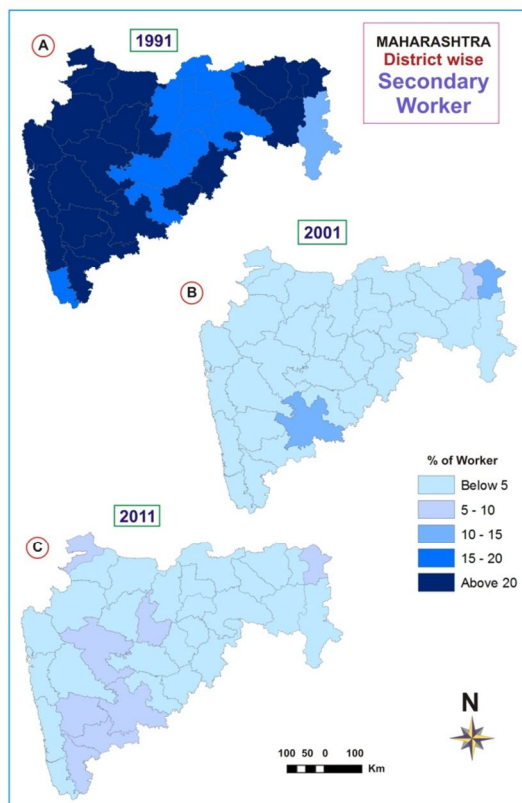 A
1991
MAHARASHTRA
District wise
Secondary
Worker
2001
B
% of Worker
Below 5
5 - 10
10 - 15
15 - 20
Above 20
2011
C
N
100 50 0 100
Km